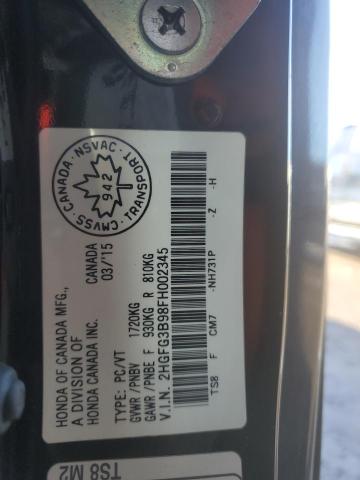 HONDA OF CANADA MFG., CANADA
A DIVISION OF 03/'15
HONDA CANADA INC.
TYPE: PC/VT
GVWR /PNBV 1720KG
GAWR /PNBE F 930KG R 810KG
V.I.N. 2HGFG3B98FH002345
TS8 F CM7 -NH731P -Z -H
CANADA · NSVAC · TRANSPORT · CMVSS ·
942
TS8 M2